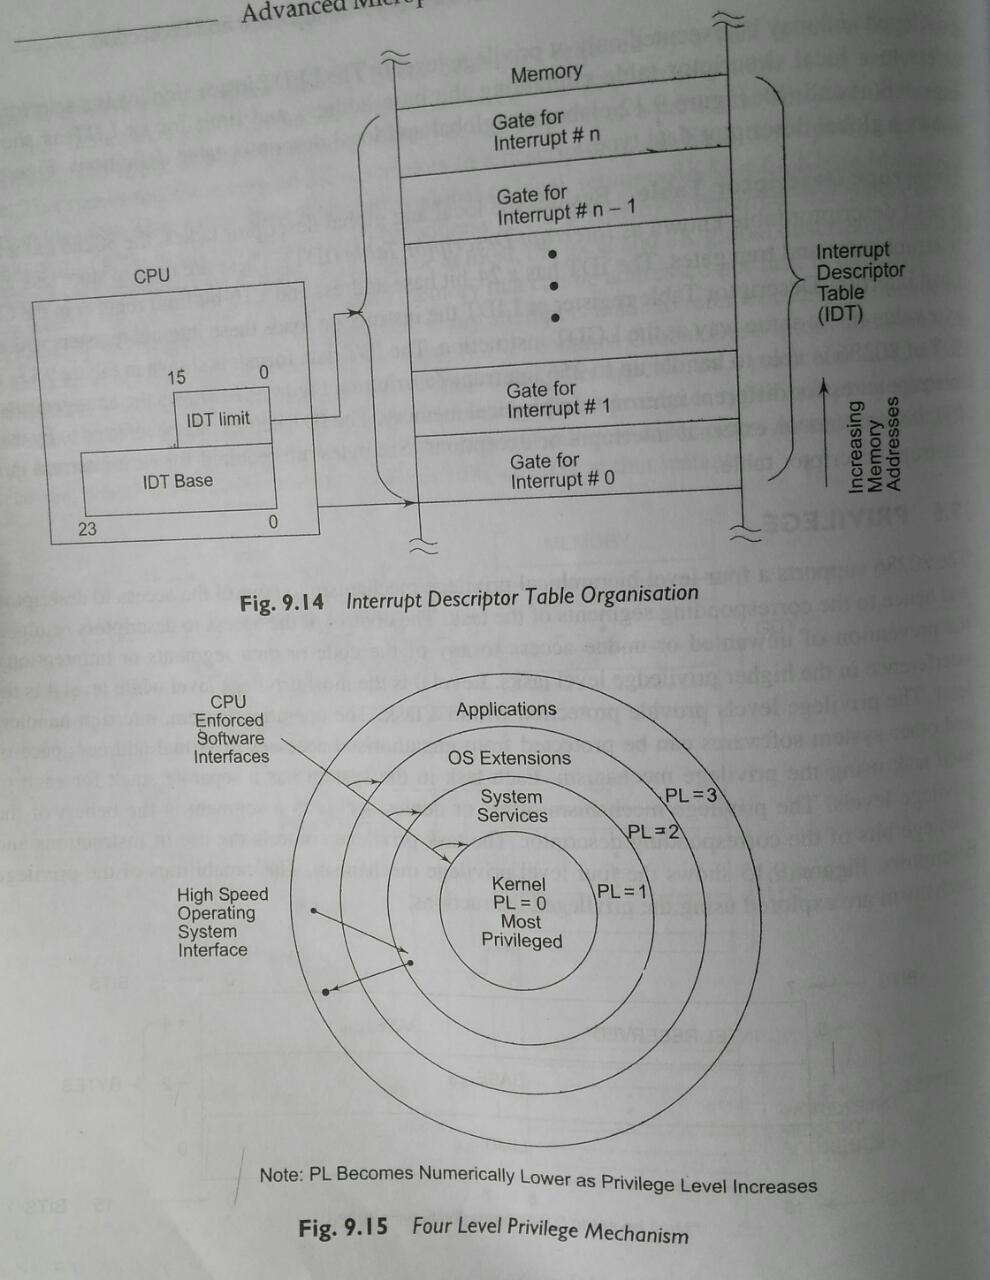 Advanced
Memory
Gate for
Interrupt # n
Gate for
Interrupt # n – 1
CPU
15 0
IDT limit
IDT Base
23 0
Gate for
Interrupt # 1
Gate for
Interrupt # 0
Interrupt
Descriptor
Table
(IDT)
Increasing
Memory
Addresses
Fig. 9.14 Interrupt Descriptor Table Organisation
CPU
Enforced
Software
Interfaces
Applications
OS Extensions
System
Services
PL = 3
PL = 2
PL = 1
Kernel
PL = 0
Most
Privileged
High Speed
Operating
System
Interface
Note: PL Becomes Numerically Lower as Privilege Level Increases
Fig. 9.15 Four Level Privilege Mechanism